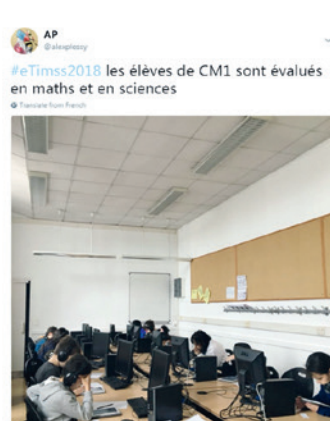 AP
@alexplessy
#eTimss2018 les élèves de CM1 sont évalués
en maths et en sciences
Translate from French